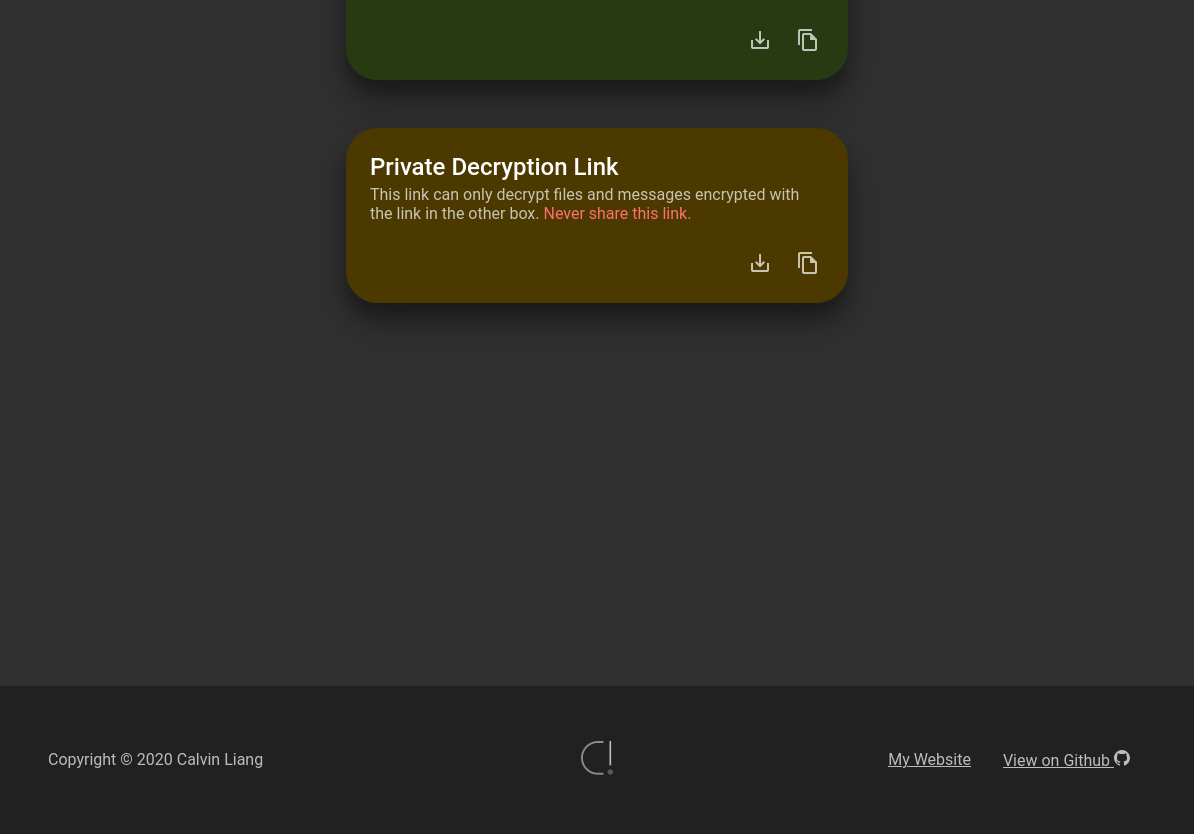 Private Decryption Link
This link can only decrypt files and messages encrypted with
the link in the other box. Never share this link.
Copyright © 2020 Calvin Liang
My Website
View on Github